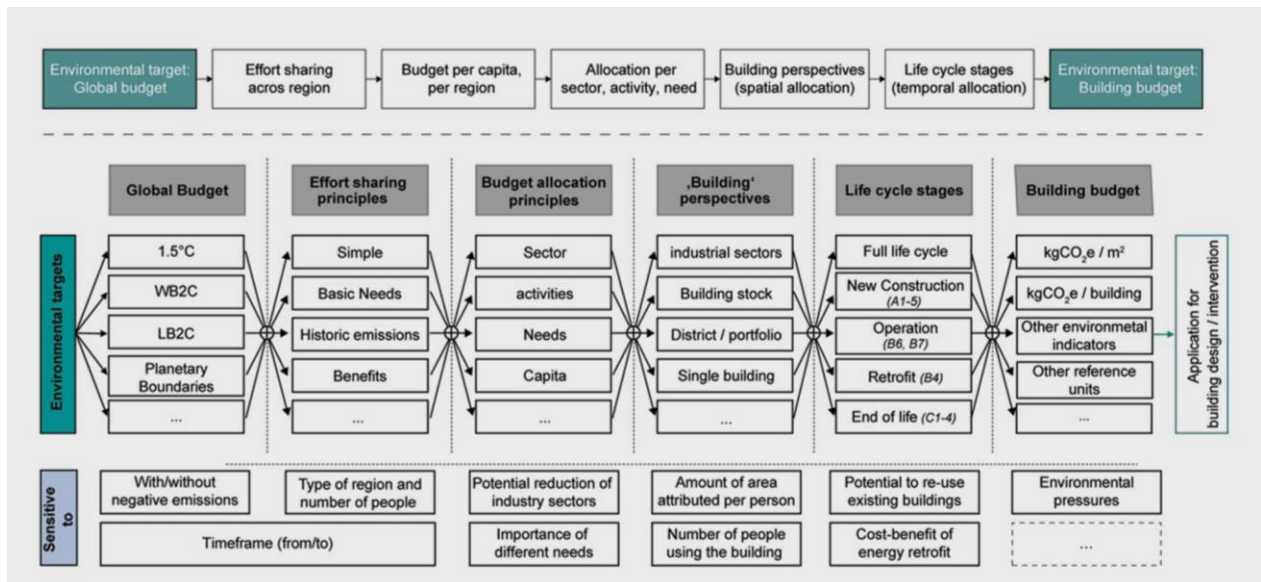 Environmental target:
Global budget
Effort sharing
acros region
Budget per capita,
per region
Allocation per
sector, activity, need
Building perspectives
(spatial allocation)
Life cycle stages
(temporal allocation)
Environmental target:
Building budget
Global Budget
Effort sharing
principles
Budget allocation
principles
‚Building‘
perspectives
Life cycle stages
Building budget
Environmental targets
1.5°C
WB2C
LB2C
Planetary
Boundaries
...
Simple
Basic Needs
Historic emissions
Benefits
...
Sector
activities
Needs
Capita
...
industrial sectors
Building stock
District / portfolio
Single building
...
Full life cycle
New Construction
(A1-5)
Operation
(B6, B7)
Retrofit (B4)
End of life (C1-4)
kgCO₂e / m²
kgCO₂e / building
Other environmetal
indicators
Other reference
units
...
Application for
building design / intervention
Sensitive
to
With/without
negative emissions
Type of region and
number of people
Timeframe (from/to)
Potential reduction of
industry sectors
Importance of
different needs
Amount of area
attributed per person
Number of people
using the building
Potential to re-use
existing buildings
Cost-benefit of
energy retrofit
Environmental
pressures
...